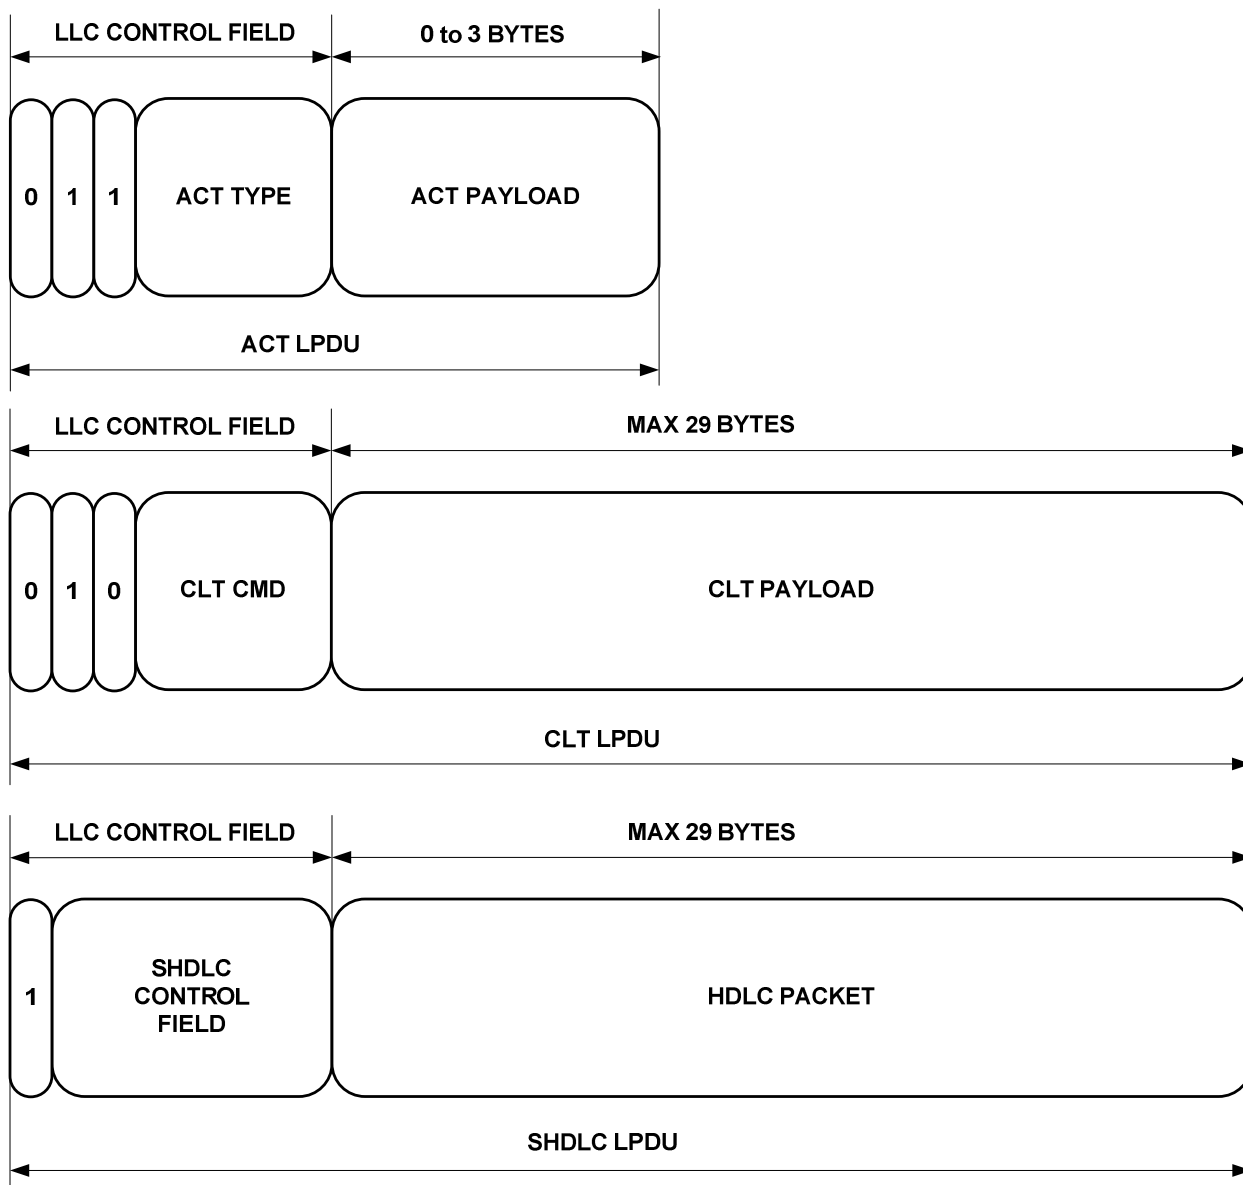 LLC CONTROL FIELD
0 to 3 BYTES
0
1
1
ACT TYPE
ACT PAYLOAD
ACT LPDU
LLC CONTROL FIELD
MAX 29 BYTES
0
1
0
CLT CMD
CLT PAYLOAD
CLT LPDU
LLC CONTROL FIELD
MAX 29 BYTES
1
SHDLC
CONTROL
FIELD
HDLC PACKET
SHDLC LPDU